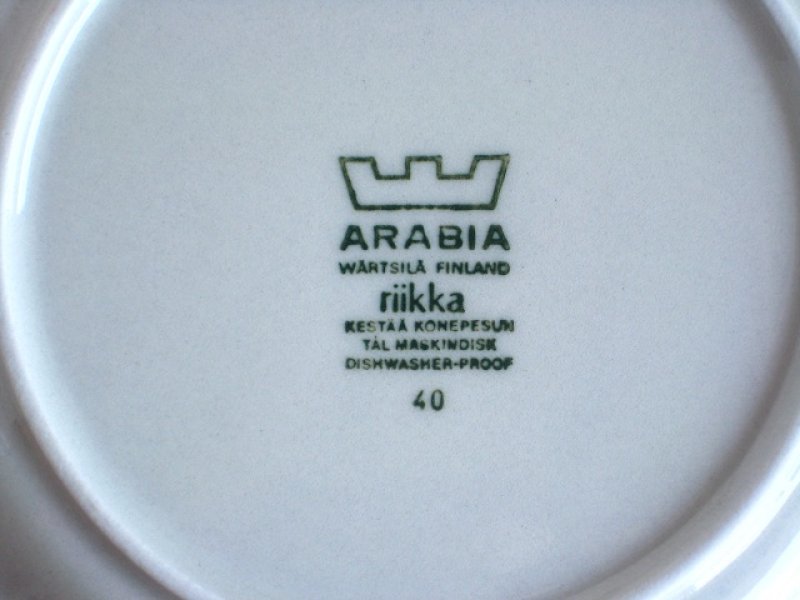 ARABIA
WÄRTSILÄ FINLAND
riikka
KESTÄÄ KONEPESUN
TÅL MASKINDISK
DISHWASHER-PROOF
40